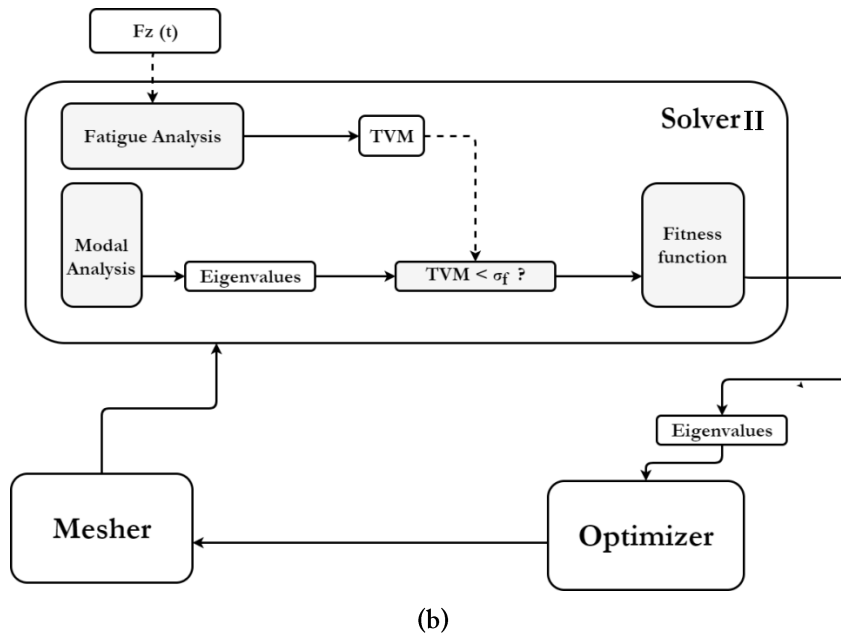 Fz (t)
Solver II
Fatigue Analysis
TVM
Modal
Analysis
Eigenvalues
TVM < σf ?
Fitness
function
Eigenvalues
Mesher
Optimizer
(b)